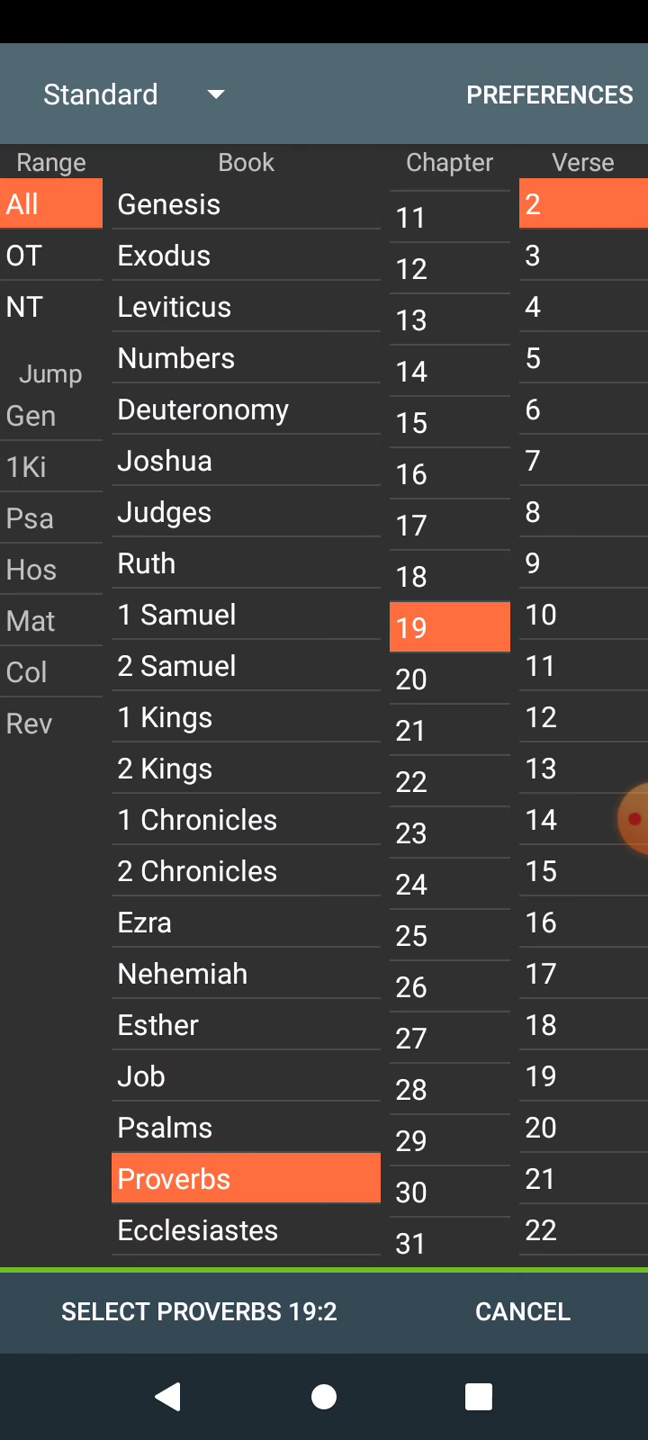 Standard
PREFERENCES
Range Book Chapter Verse
All
OT
NT
Jump
Gen
1Ki
Psa
Hos
Mat
Col
Rev
Genesis
Exodus
Leviticus
Numbers
Deuteronomy
Joshua
Judges
Ruth
1 Samuel
2 Samuel
1 Kings
2 Kings
1 Chronicles
2 Chronicles
Ezra
Nehemiah
Esther
Job
Psalms
Proverbs
Ecclesiastes
11
12
13
14
15
16
17
18
19
20
21
22
23
24
25
26
27
28
29
30
31
2
3
4
5
6
7
8
9
10
11
12
13
14
15
16
17
18
19
20
21
22
SELECT PROVERBS 19:2
CANCEL